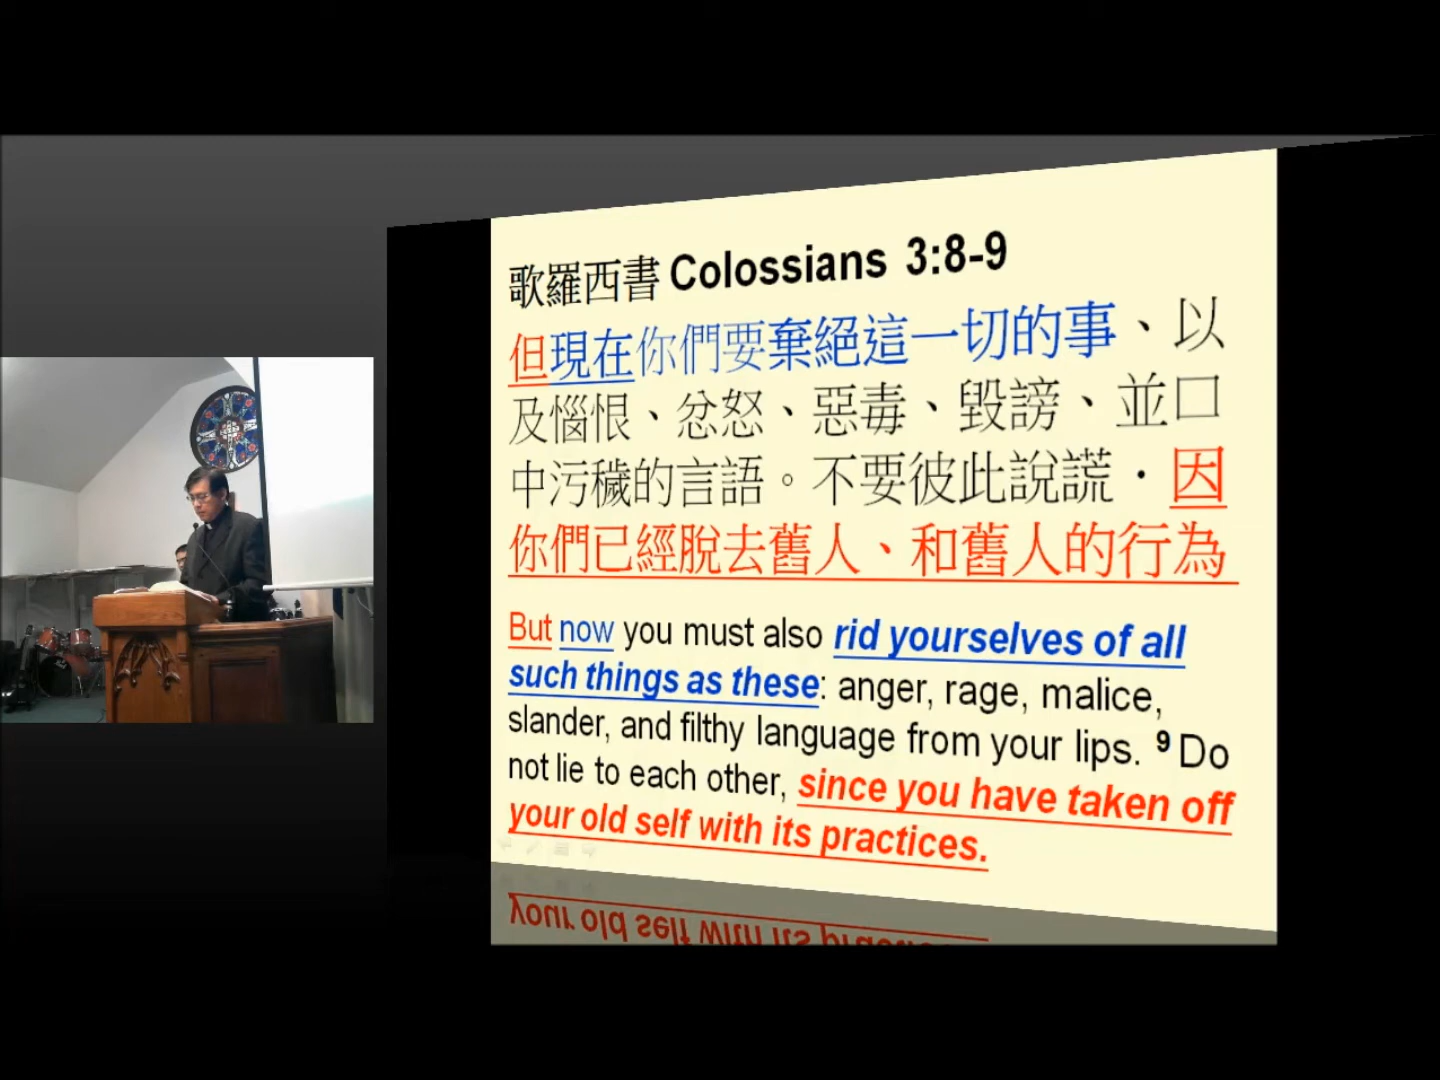 歌羅西書 Colossians 3:8-9
但現在你們要棄絕這一切的事、以
及惱恨、忿怒、惡毒、毀謗、並口
中污穢的言語。不要彼此說謊．因
你們已經脫去舊人、和舊人的行為
But now you must also rid yourselves of all
such things as these: anger, rage, malice,
slander, and filthy language from your lips. 9 Do
not lie to each other, since you have taken off
your old self with its practices.